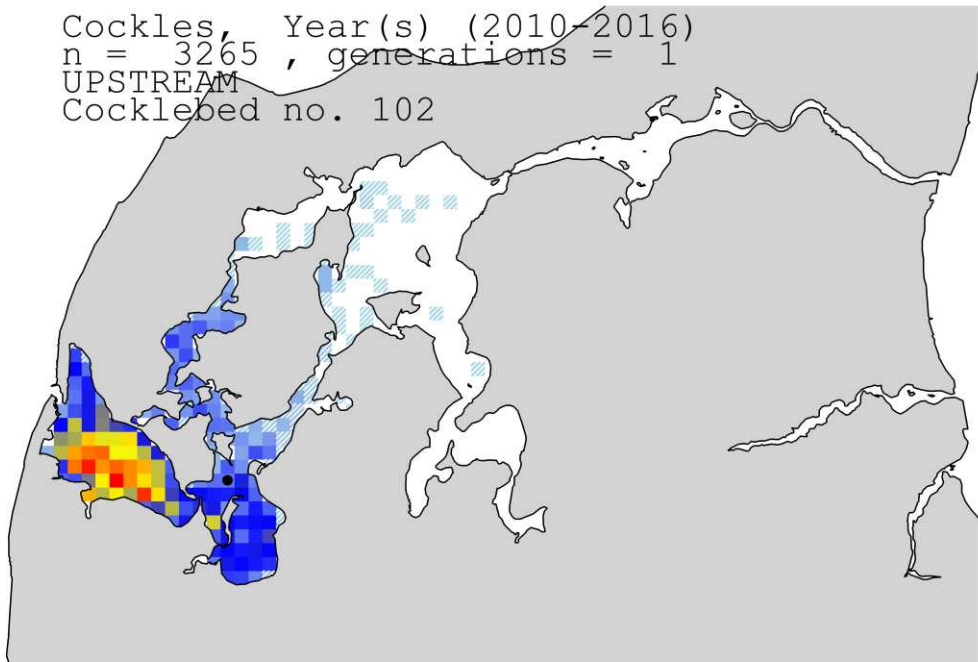 Cockles, Year(s) (2010-2016)
n = 3265 , generations = 1
UPSTREAM
Cocklebed no. 102